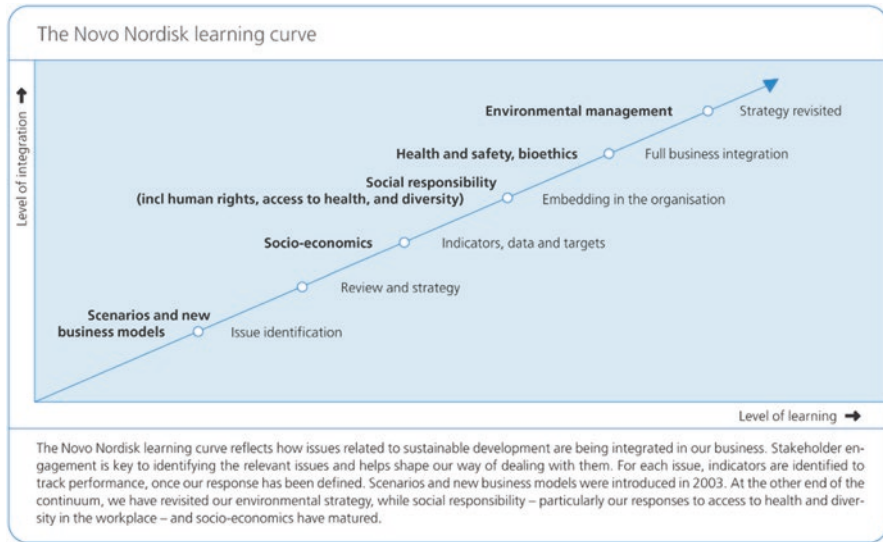 The Novo Nordisk learning curve
Level of integration
Environmental management
Strategy revisited
Health and safety, bioethics
Full business integration
Social responsibility
(incl human rights, access to health, and diversity)
Embedding in the organisation
Socio-economics
Indicators, data and targets
Review and strategy
Scenarios and new
business models
Issue identification
Level of learning
The Novo Nordisk learning curve reflects how issues related to sustainable development are being integrated in our business. Stakeholder en-
gagement is key to identifying the relevant issues and helps shape our way of dealing with them. For each issue, indicators are identified to
track performance, once our response has been defined. Scenarios and new business models were introduced in 2003. At the other end of the
continuum, we have revisited our environmental strategy, while social responsibility – particularly our responses to access to health and diver-
sity in the workplace – and socio-economics have matured.